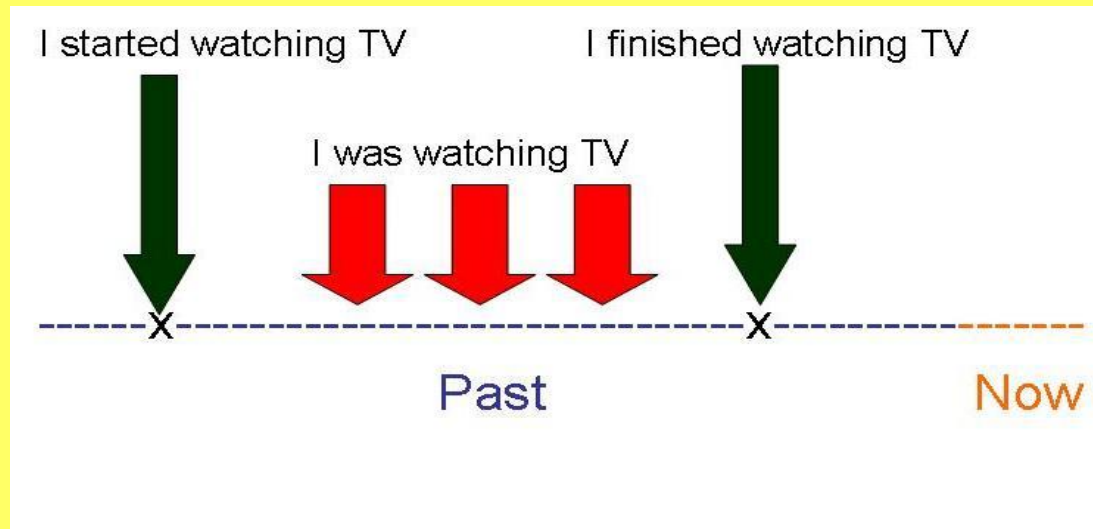 I started watching TV
I finished watching TV
I was watching TV
X
X
Past
Now